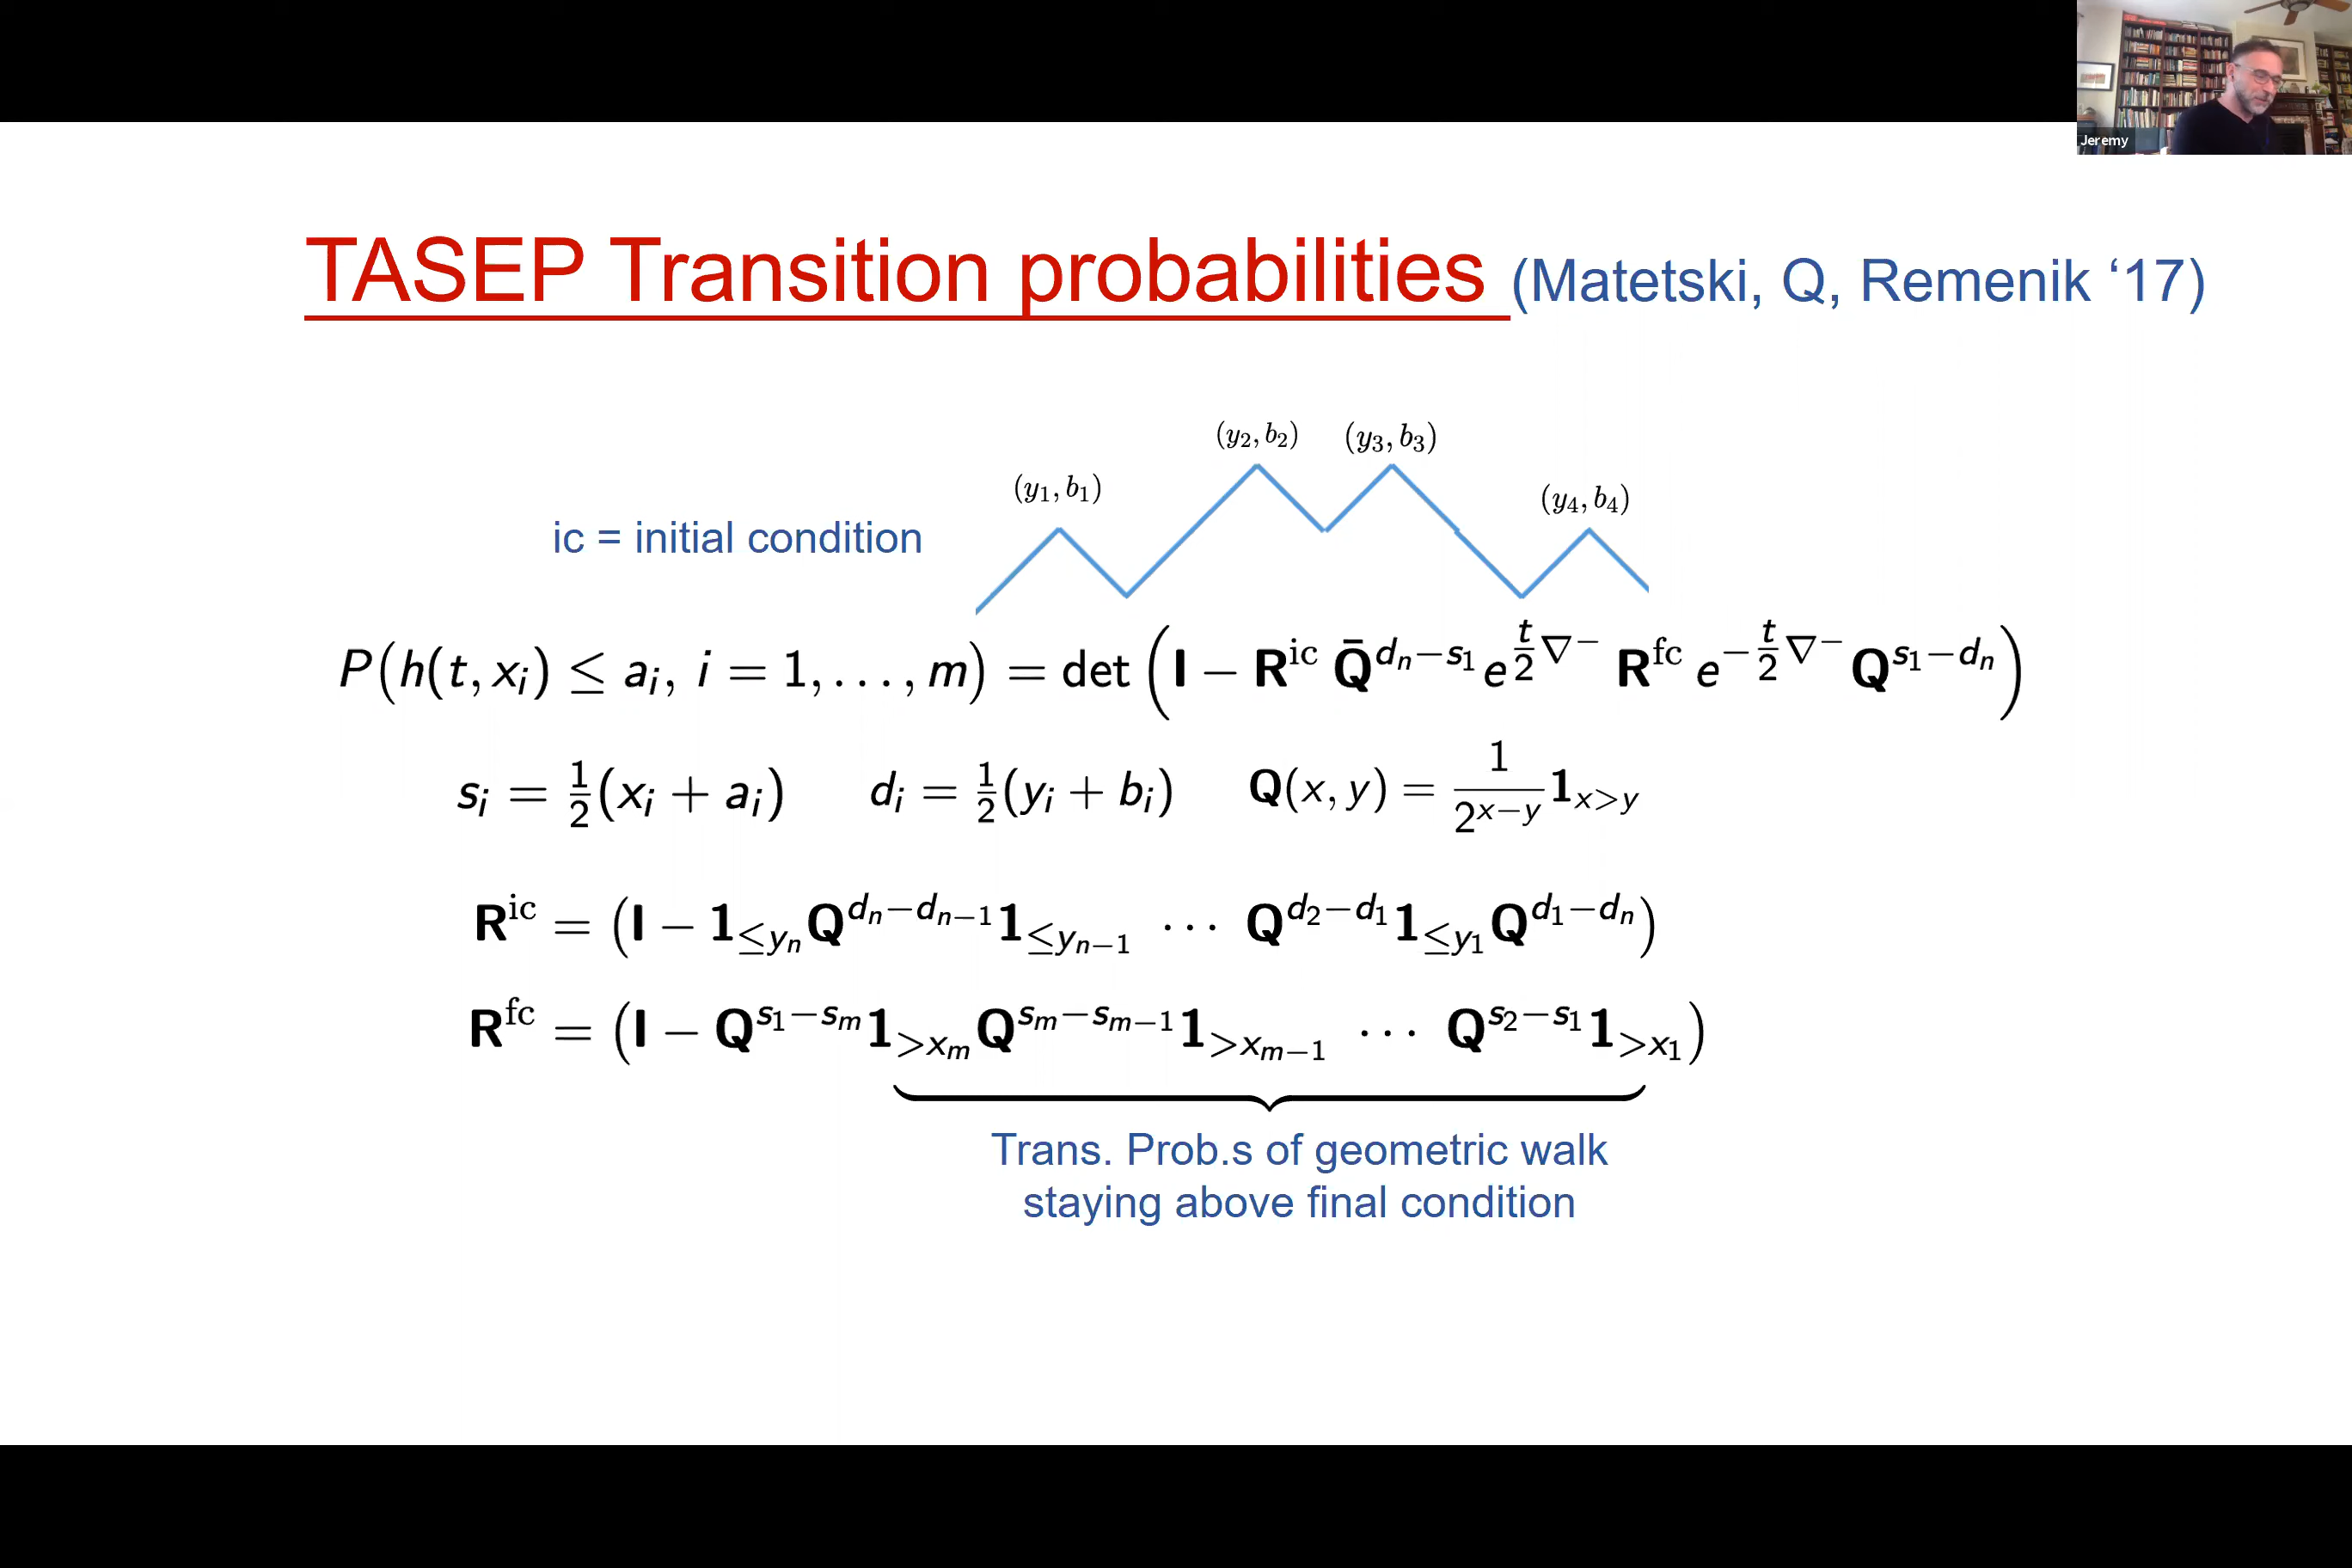 Jeremy
TASEP Transition probabilities (Matetski, Q, Remenik ‘17)
(y₂, b₂) (y₃, b₃)
(y₁, b₁) (y₄, b₄)
ic = initial condition
P(h(t, xᵢ) ≤ aᵢ, i = 1, . . . , m) = det (I − R^{ic} Q̄^{dₙ−s₁} e^{\frac{t}{2}∇⁻} R^{fc} e^{−\frac{t}{2}∇⁻} Q^{s₁−dₙ})
sᵢ = ½(xᵢ + aᵢ) dᵢ = ½(yᵢ + bᵢ) Q(x, y) = \frac{1}{2^{x−y}} 1_{x>y}
R^{ic} = (I − 1_{≤yₙ} Q^{dₙ−dₙ₋₁} 1_{≤yₙ₋₁} ⋯ Q^{d₂−d₁} 1_{≤y₁} Q^{d₁−dₙ})
R^{fc} = (I − Q^{s₁−sₘ} 1_{>xₘ} Q^{sₘ−sₘ₋₁} 1_{>xₘ₋₁} ⋯ Q^{s₂−s₁} 1_{>x₁})
Trans. Prob.s of geometric walk
staying above final condition